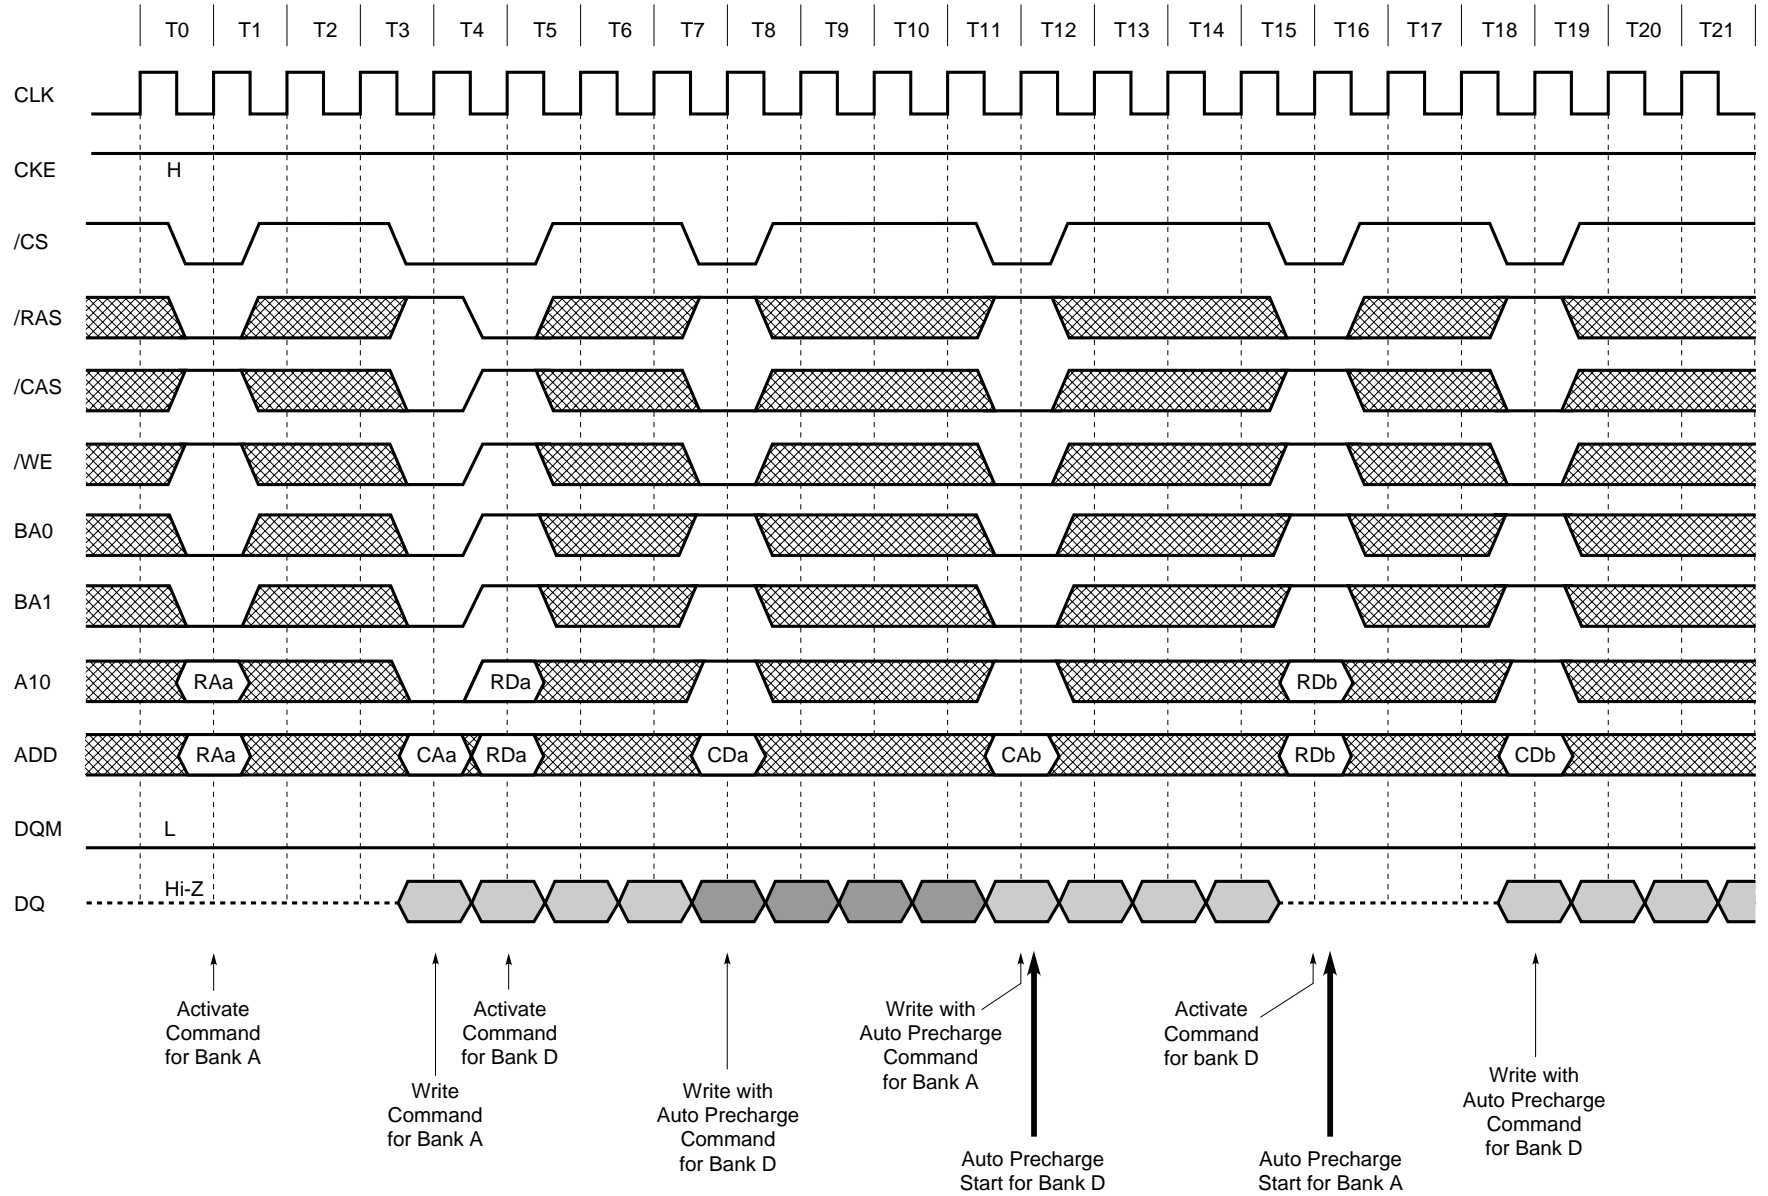 T0 T1 T2 T3 T4 T5 T6 T7 T8 T9 T10 T11 T12 T13 T14 T15 T16 T17 T18 T19 T20 T21
CLK
CKE
H
/CS
/RAS
/CAS
/WE
BA0
BA1
A10 RAa RDa RDb
ADD RAa CAa RDa CDa CAb RDb CDb
DQM
L
Hi-Z
DQ
Activate
Command
for Bank A
Write
Command
for Bank A
Activate
Command
for Bank D
Write with
Auto Precharge
Command
for Bank D
Write with
Auto Precharge
Command
for Bank A
Auto Precharge
Start for Bank D
Activate
Command
for bank D
Auto Precharge
Start for Bank A
Write with
Auto Precharge
Command
for Bank D